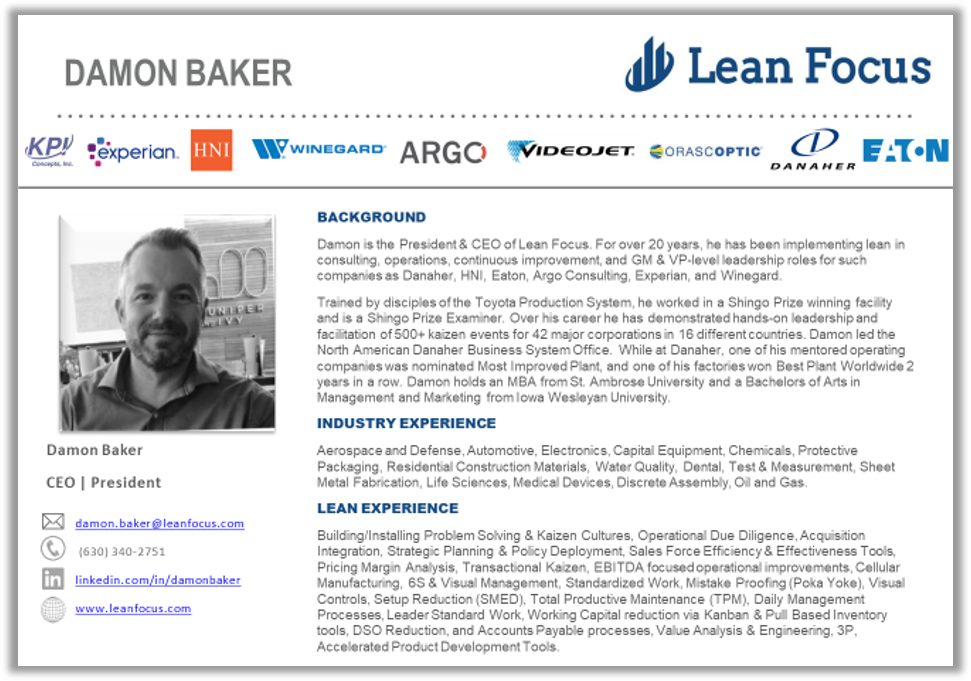 DAMON BAKER
Lean Focus
KPI
Concepts, Inc.
experian.
HNI
WINEGARD
ARGO
VIDEOJET.
ORASCOPTIC
DANAHER
EATON
BACKGROUND
Damon is the President & CEO of Lean Focus. For over 20 years, he has been implementing lean in
consulting, operations, continuous improvement, and GM & VP-level leadership roles for such
companies as Danaher, HNI, Eaton, Argo Consulting, Experian, and Winegard.
Trained by disciples of the Toyota Production System, he worked in a Shingo Prize winning facility
and is a Shingo Prize Examiner. Over his career he has demonstrated hands-on leadership and
facilitation of 500+ kaizen events for 42 major corporations in 16 different countries. Damon led the
North American Danaher Business System Office. While at Danaher, one of his mentored operating
companies was nominated Most Improved Plant, and one of his factories won Best Plant Worldwide 2
years in a row. Damon holds an MBA from St. Ambrose University and a Bachelors of Arts in
Management and Marketing from Iowa Wesleyan University.
INDUSTRY EXPERIENCE
Aerospace and Defense, Automotive, Electronics, Capital Equipment, Chemicals, Protective
Packaging, Residential Construction Materials, Water Quality, Dental, Test & Measurement, Sheet
Metal Fabrication, Life Sciences, Medical Devices, Discrete Assembly, Oil and Gas.
LEAN EXPERIENCE
Building/Installing Problem Solving & Kaizen Cultures, Operational Due Diligence, Acquisition
Integration, Strategic Planning & Policy Deployment, Sales Force Efficiency & Effectiveness Tools,
Pricing Margin Analysis, Transactional Kaizen, EBITDA focused operational improvements, Cellular
Manufacturing, 6S & Visual Management, Standardized Work, Mistake Proofing (Poka Yoke), Visual
Controls, Setup Reduction (SMED), Total Productive Maintenance (TPM), Daily Management
Processes, Leader Standard Work, Working Capital reduction via Kanban & Pull Based Inventory
tools, DSO Reduction, and Accounts Payable processes, Value Analysis & Engineering, 3P,
Accelerated Product Development Tools.
Damon Baker
CEO | President
damon.baker@leanfocus.com
(630) 340-2751
in
linkedin.com/in/damonbaker
www.leanfocus.com